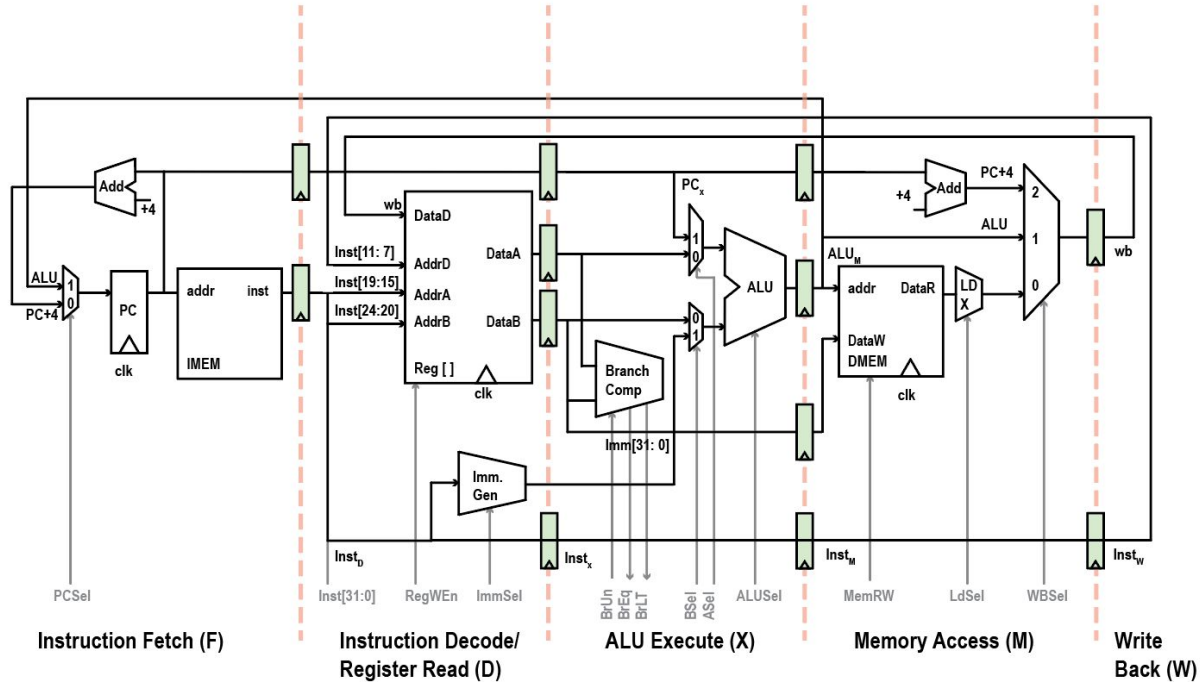 Add
+4
ALU
PC+4
1
0
PC
clk
addr
inst
IMEM
wb
DataD
Inst[11: 7]
AddrD
Inst[19:15]
AddrA
Inst[24:20]
AddrB
DataA
DataB
Reg [ ]
clk
Imm.
Gen
Imm[31: 0]
PCx
1
0
0
1
ALU
Branch
Comp
ALUM
+4
Add
PC+4
ALU
2
1
0
addr
DataR
DataW
DMEM
clk
LD
X
wb
InstD
Instx
InstM
InstW
PCSel
Inst[31:0]
RegWEn
ImmSel
BrUn
BrEq
BrLT
BSel
ASel
ALUSel
MemRW
LdSel
WBSel
Instruction Fetch (F)
Instruction Decode/
Register Read (D)
ALU Execute (X)
Memory Access (M)
Write
Back (W)